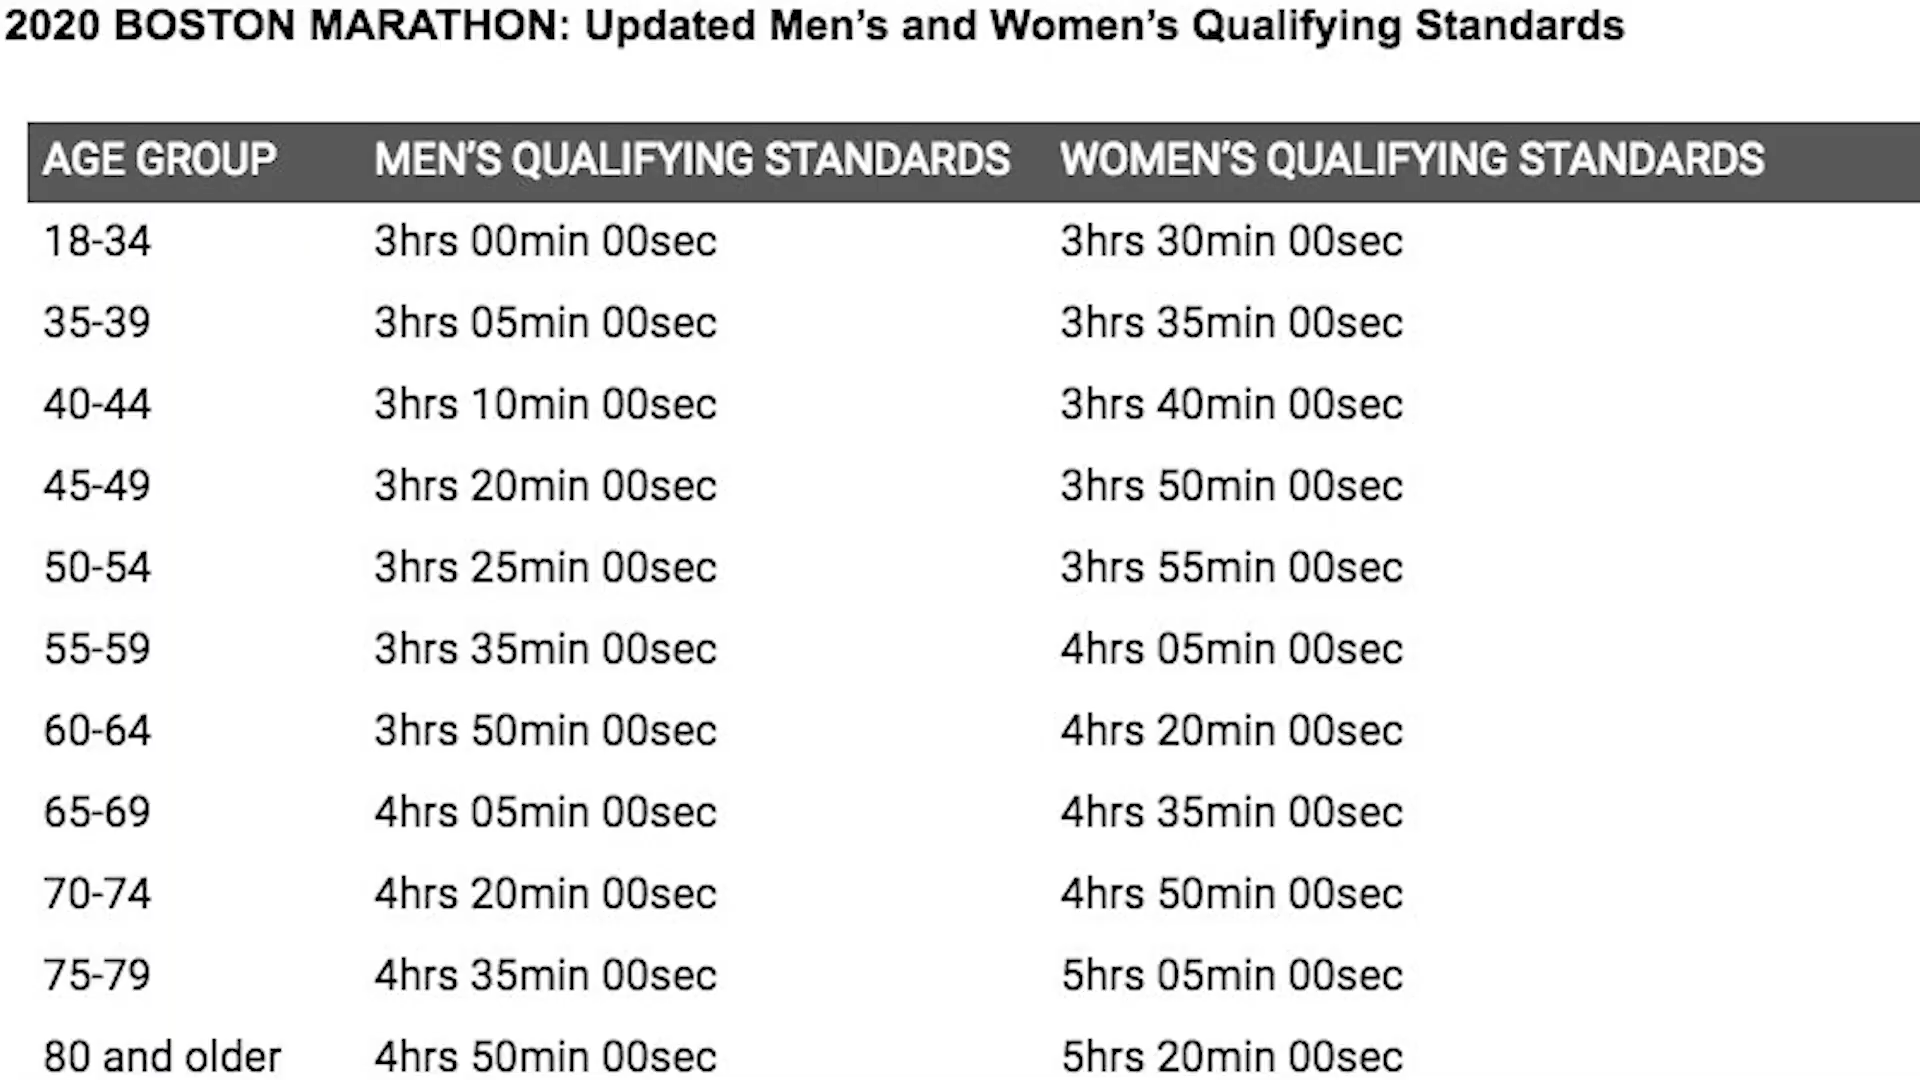 2020 BOSTON MARATHON: Updated Men’s and Women’s Qualifying Standards
AGE GROUP MEN’S QUALIFYING STANDARDS WOMEN’S QUALIFYING STANDARDS
18-34 3hrs 00min 00sec 3hrs 30min 00sec
35-39 3hrs 05min 00sec 3hrs 35min 00sec
40-44 3hrs 10min 00sec 3hrs 40min 00sec
45-49 3hrs 20min 00sec 3hrs 50min 00sec
50-54 3hrs 25min 00sec 3hrs 55min 00sec
55-59 3hrs 35min 00sec 4hrs 05min 00sec
60-64 3hrs 50min 00sec 4hrs 20min 00sec
65-69 4hrs 05min 00sec 4hrs 35min 00sec
70-74 4hrs 20min 00sec 4hrs 50min 00sec
75-79 4hrs 35min 00sec 5hrs 05min 00sec
80 and older 4hrs 50min 00sec 5hrs 20min 00sec